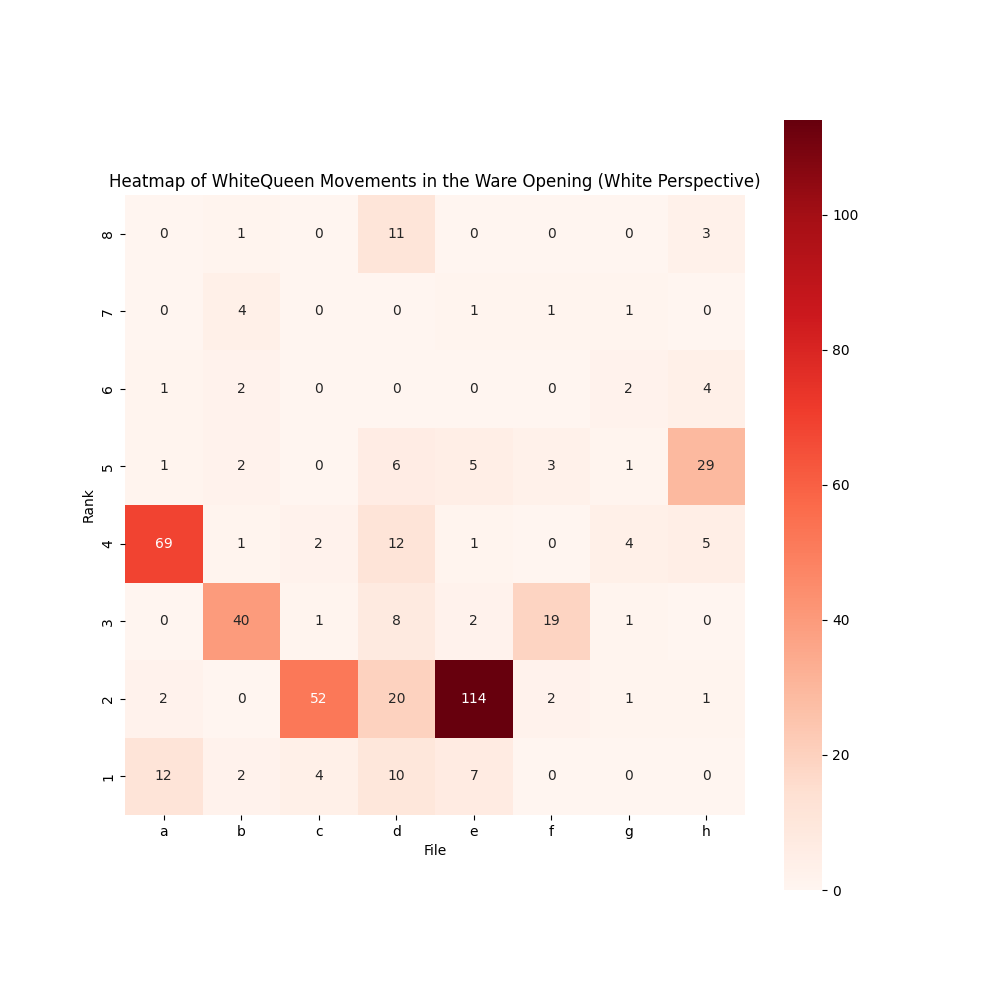 Heatmap of WhiteQueen Movements in the Ware Opening (White Perspective)
8 0 1 0 11 0 0 0 3
7 0 4 0 0 1 1 1 0
6 1 2 0 0 0 0 2 4
5 1 2 0 6 5 3 1 29
4 69 1 2 12 1 0 4 5
3 0 40 1 8 2 19 1 0
2 2 0 52 20 114 2 1 1
1 12 2 4 10 7 0 0 0
a b c d e f g h
File
Rank
100
80
60
40
20
0